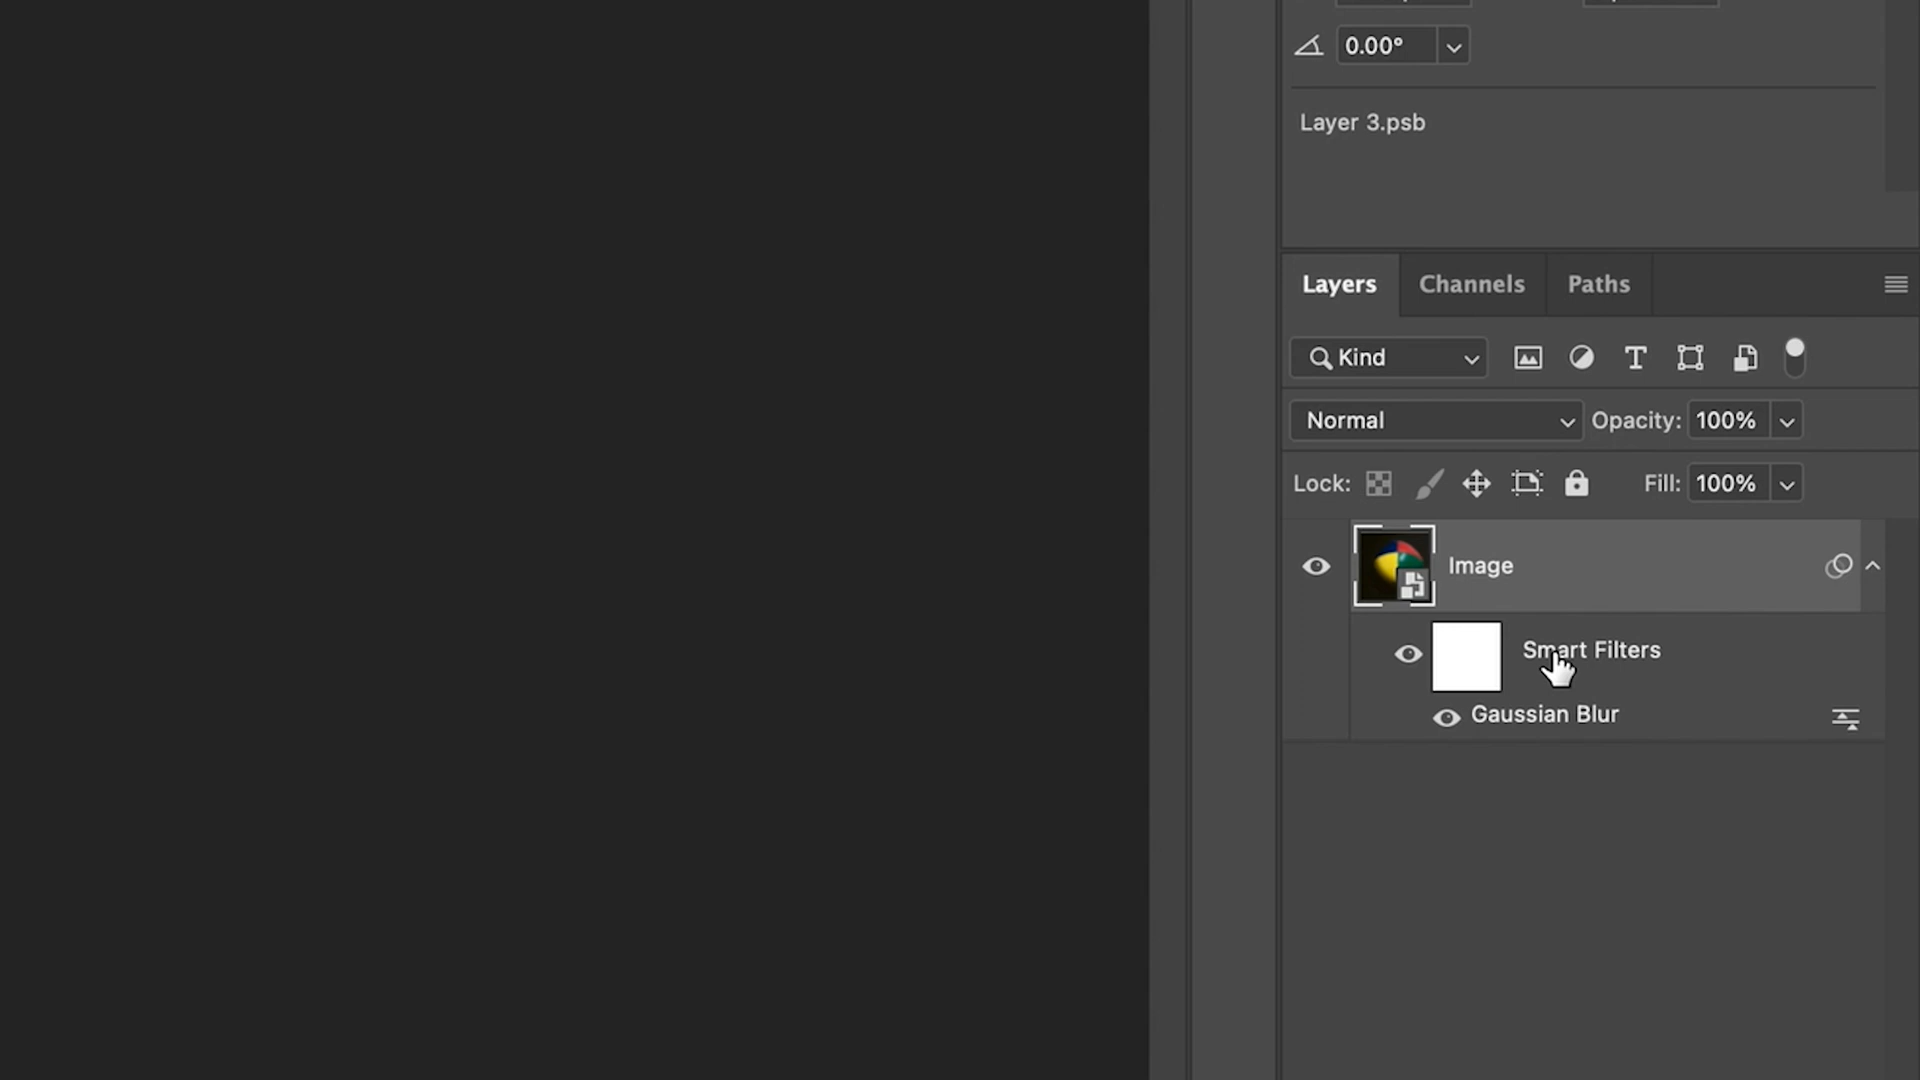 0.00°
Layer 3.psb
Layers Channels Paths
Kind
Normal Opacity: 100%
Lock: Fill: 100%
Image
Smart Filters
Gaussian Blur